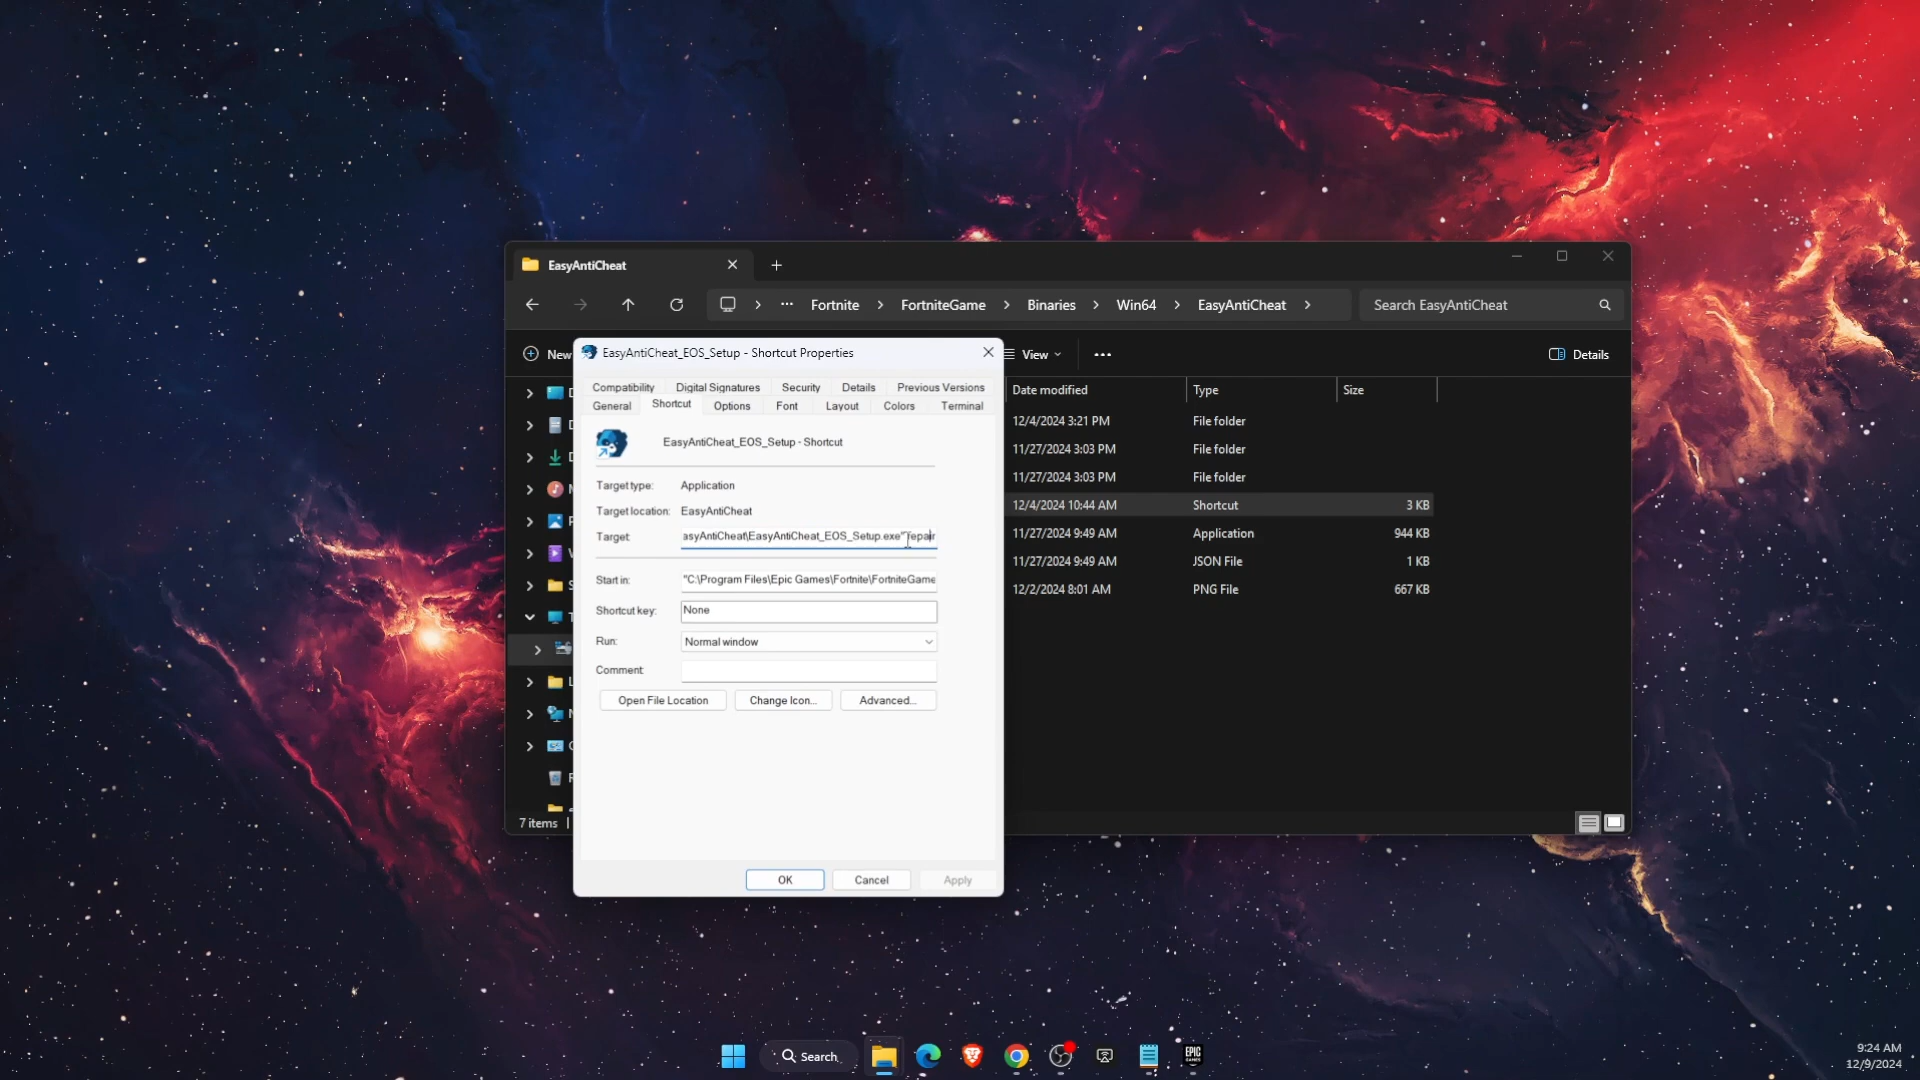 EasyAntiCheat
Fortnite
FortniteGame
Binaries
Win64
EasyAntiCheat
Search EasyAntiCheat
New
View
Details
EasyAntiCheat_EOS_Setup - Shortcut Properties
Compatibility Digital Signatures Security Details Previous Versions
General Shortcut Options Font Layout Colors Terminal
EasyAntiCheat_EOS_Setup - Shortcut
Target type: Application
Target location: EasyAntiCheat
Target: asyAntiCheat\EasyAntiCheat_EOS_Setup.exe" repair
Start in: "C:\Program Files\Epic Games\Fortnite\FortniteGame
Shortcut key: None
Run: Normal window
Comment:
Open File Location Change Icon... Advanced...
OK Cancel Apply
Date modified Type Size
12/4/2024 3:21 PM File folder
11/27/2024 3:03 PM File folder
11/27/2024 3:03 PM File folder
12/4/2024 10:44 AM Shortcut 3 KB
11/27/2024 9:49 AM Application 944 KB
11/27/2024 9:49 AM JSON File 1 KB
12/2/2024 8:01 AM PNG File 667 KB
7 items
Search
EPIC
GAMES
9:24 AM
12/9/2024